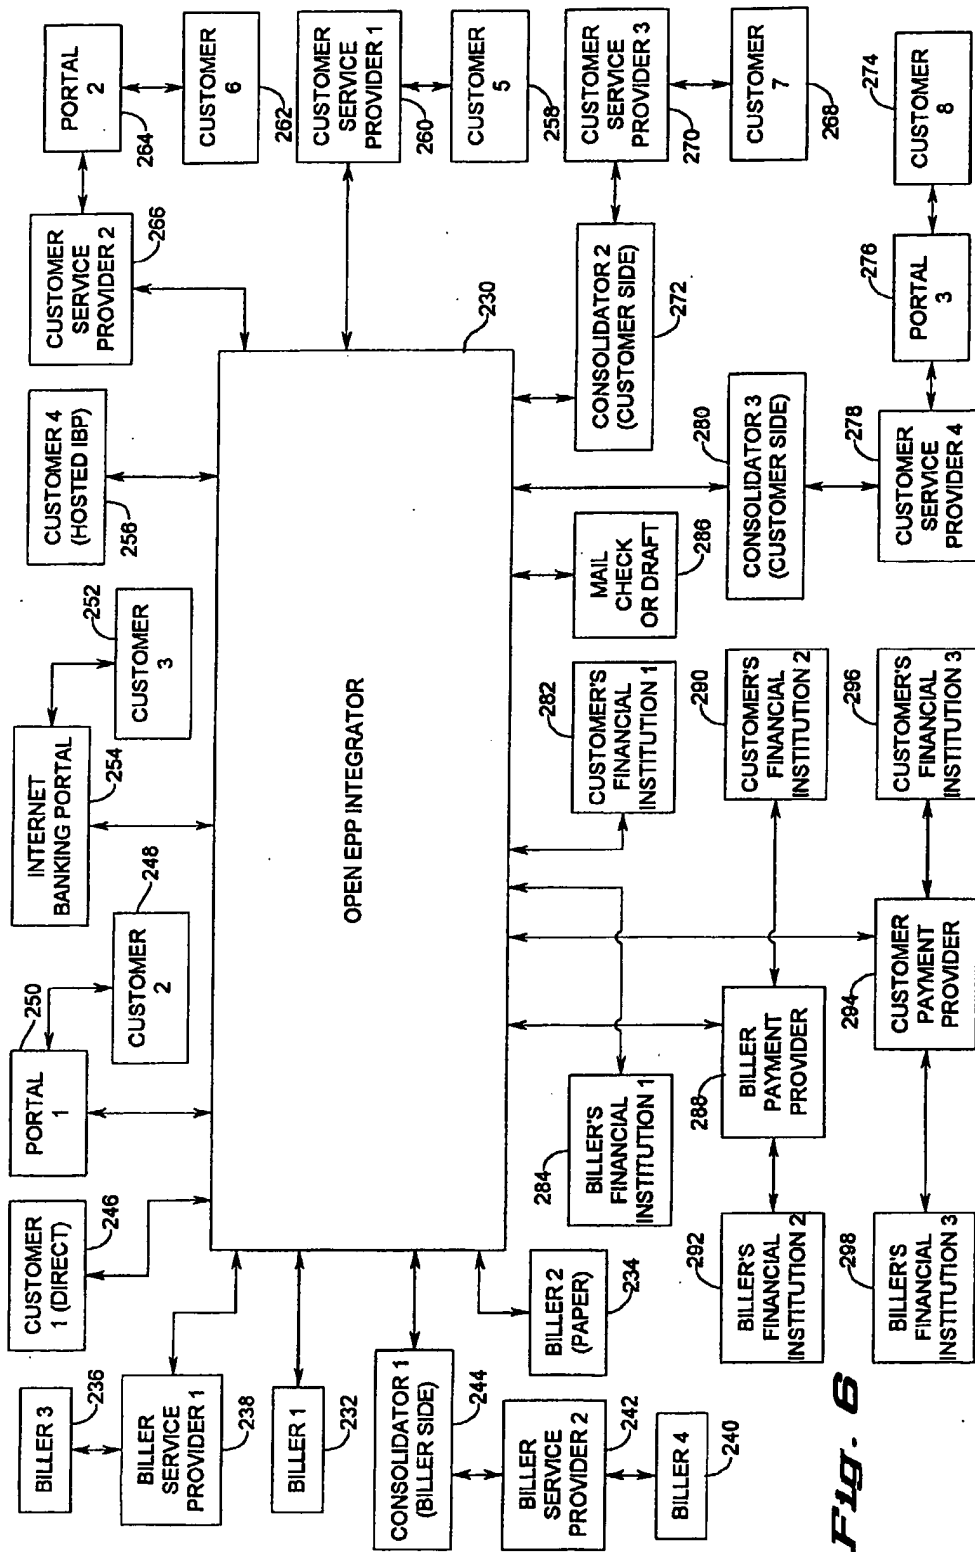 BILLER 3
236
BILLER
SERVICE
PROVIDER 1
238
BILLER 1
232
CONSOLIDATOR 1
(BILLER SIDE)
244
BILLER
SERVICE
PROVIDER 2
242
BILLER 4
240
BILLER 2
(PAPER)
234
CUSTOMER
1 (DIRECT)
246
PORTAL
1
250
CUSTOMER
2
248
INTERNET
BANKING PORTAL
254
CUSTOMER
3
252
CUSTOMER 4
(HOSTED IBP)
256
CUSTOMER
SERVICE
PROVIDER 2
266
PORTAL
2
264
CUSTOMER
6
262
CUSTOMER
SERVICE
PROVIDER 1
260
CUSTOMER
5
258
CUSTOMER
SERVICE
PROVIDER 3
270
CUSTOMER
7
268
OPEN EPP INTEGRATOR
230
CONSOLIDATOR 2
(CUSTOMER SIDE)
272
CONSOLIDATOR 3
(CUSTOMER SIDE)
280
CUSTOMER
SERVICE
PROVIDER 4
278
PORTAL
3
276
CUSTOMER
8
274
MAIL
CHECK
OR DRAFT
286
CUSTOMER'S
FINANCIAL
INSTITUTION 1
282
BILLER'S
FINANCIAL
INSTITUTION 1
284
CUSTOMER'S
FINANCIAL
INSTITUTION 2
290
BILLER
PAYMENT
PROVIDER
288
BILLER'S
FINANCIAL
INSTITUTION 2
292
CUSTOMER'S
FINANCIAL
INSTITUTION 3
296
CUSTOMER
PAYMENT
PROVIDER
294
BILLER'S
FINANCIAL
INSTITUTION 3
298
Fig. 6